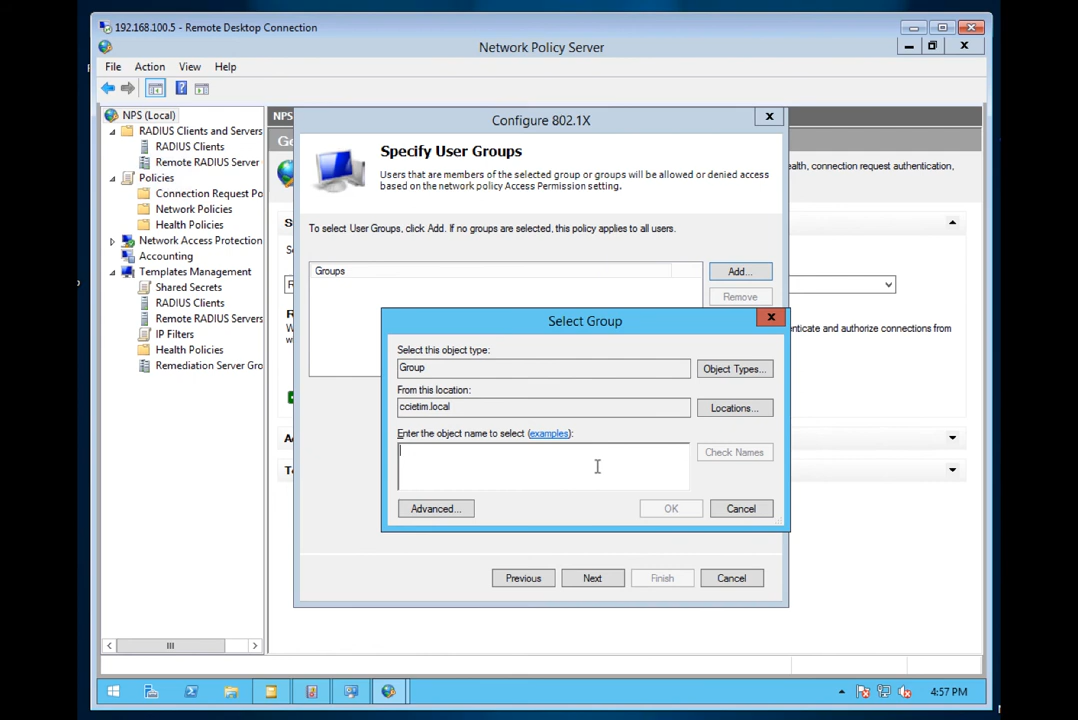 192.168.100.5 - Remote Desktop Connection
Network Policy Server
File Action View Help
NPS (Local)
RADIUS Clients and Servers
RADIUS Clients
Remote RADIUS Server
Policies
Connection Request Po
Network Policies
Health Policies
Network Access Protection
Accounting
Templates Management
Shared Secrets
RADIUS Clients
Remote RADIUS Servers
IP Filters
Health Policies
Remediation Server Gro
NPS
Ge
ealth, connection request authentication,
S
Se
R
R
W
w
nticate and authorize connections from
A
Te
Configure 802.1X
Specify User Groups
Users that are members of the selected group or groups will be allowed or denied access
based on the network policy Access Permission setting.
To select User Groups, click Add. If no groups are selected, this policy applies to all users.
Groups
Add...
Remove
Select Group
Select this object type:
Group
Object Types...
From this location:
ccietim.local
Locations...
Enter the object name to select (examples):
Check Names
Advanced...
OK
Cancel
Previous
Next
Finish
Cancel
4:57 PM